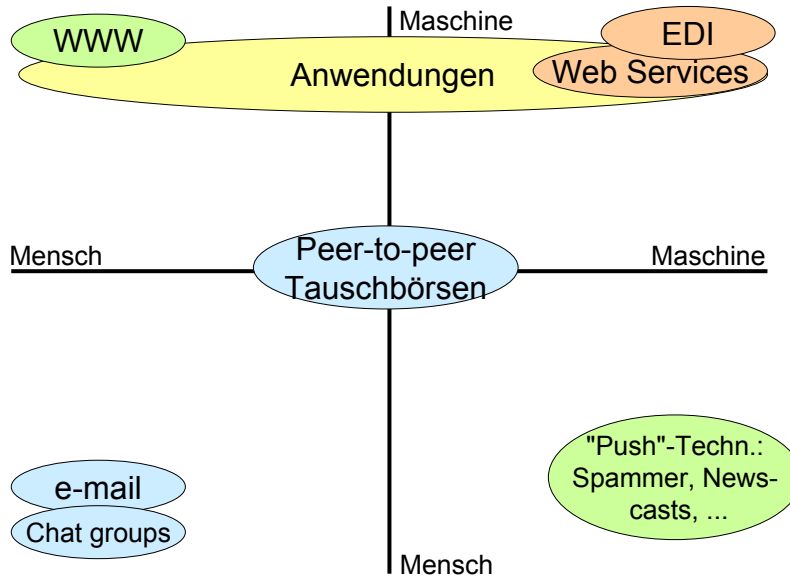 Maschine
WWW
EDI
Anwendungen
Web Services
Mensch
Peer-to-peer
Tauschbörsen
Maschine
"Push"-Techn.:
Spammer, News-
casts, ...
e-mail
Chat groups
Mensch